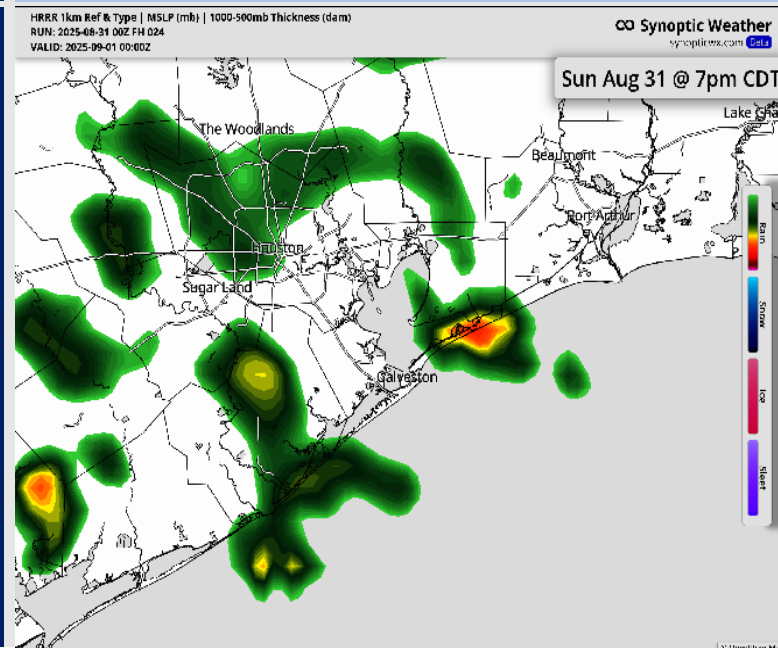 HRRR 1km Ref & Type | MSLP (mb) | 1000-500mb Thickness (dam)
RUN: 2025-08-31 00Z FH 024
VALID: 2025-09-01 00:00Z
Synoptic Weather
synopticwx.com Beta
Sun Aug 31 @ 7pm CDT
Lake Cha
The Woodlands
Beaumont
Port Arthur
Houston
Sugar Land
Galveston
Rain
Snow
Ice
Sleet